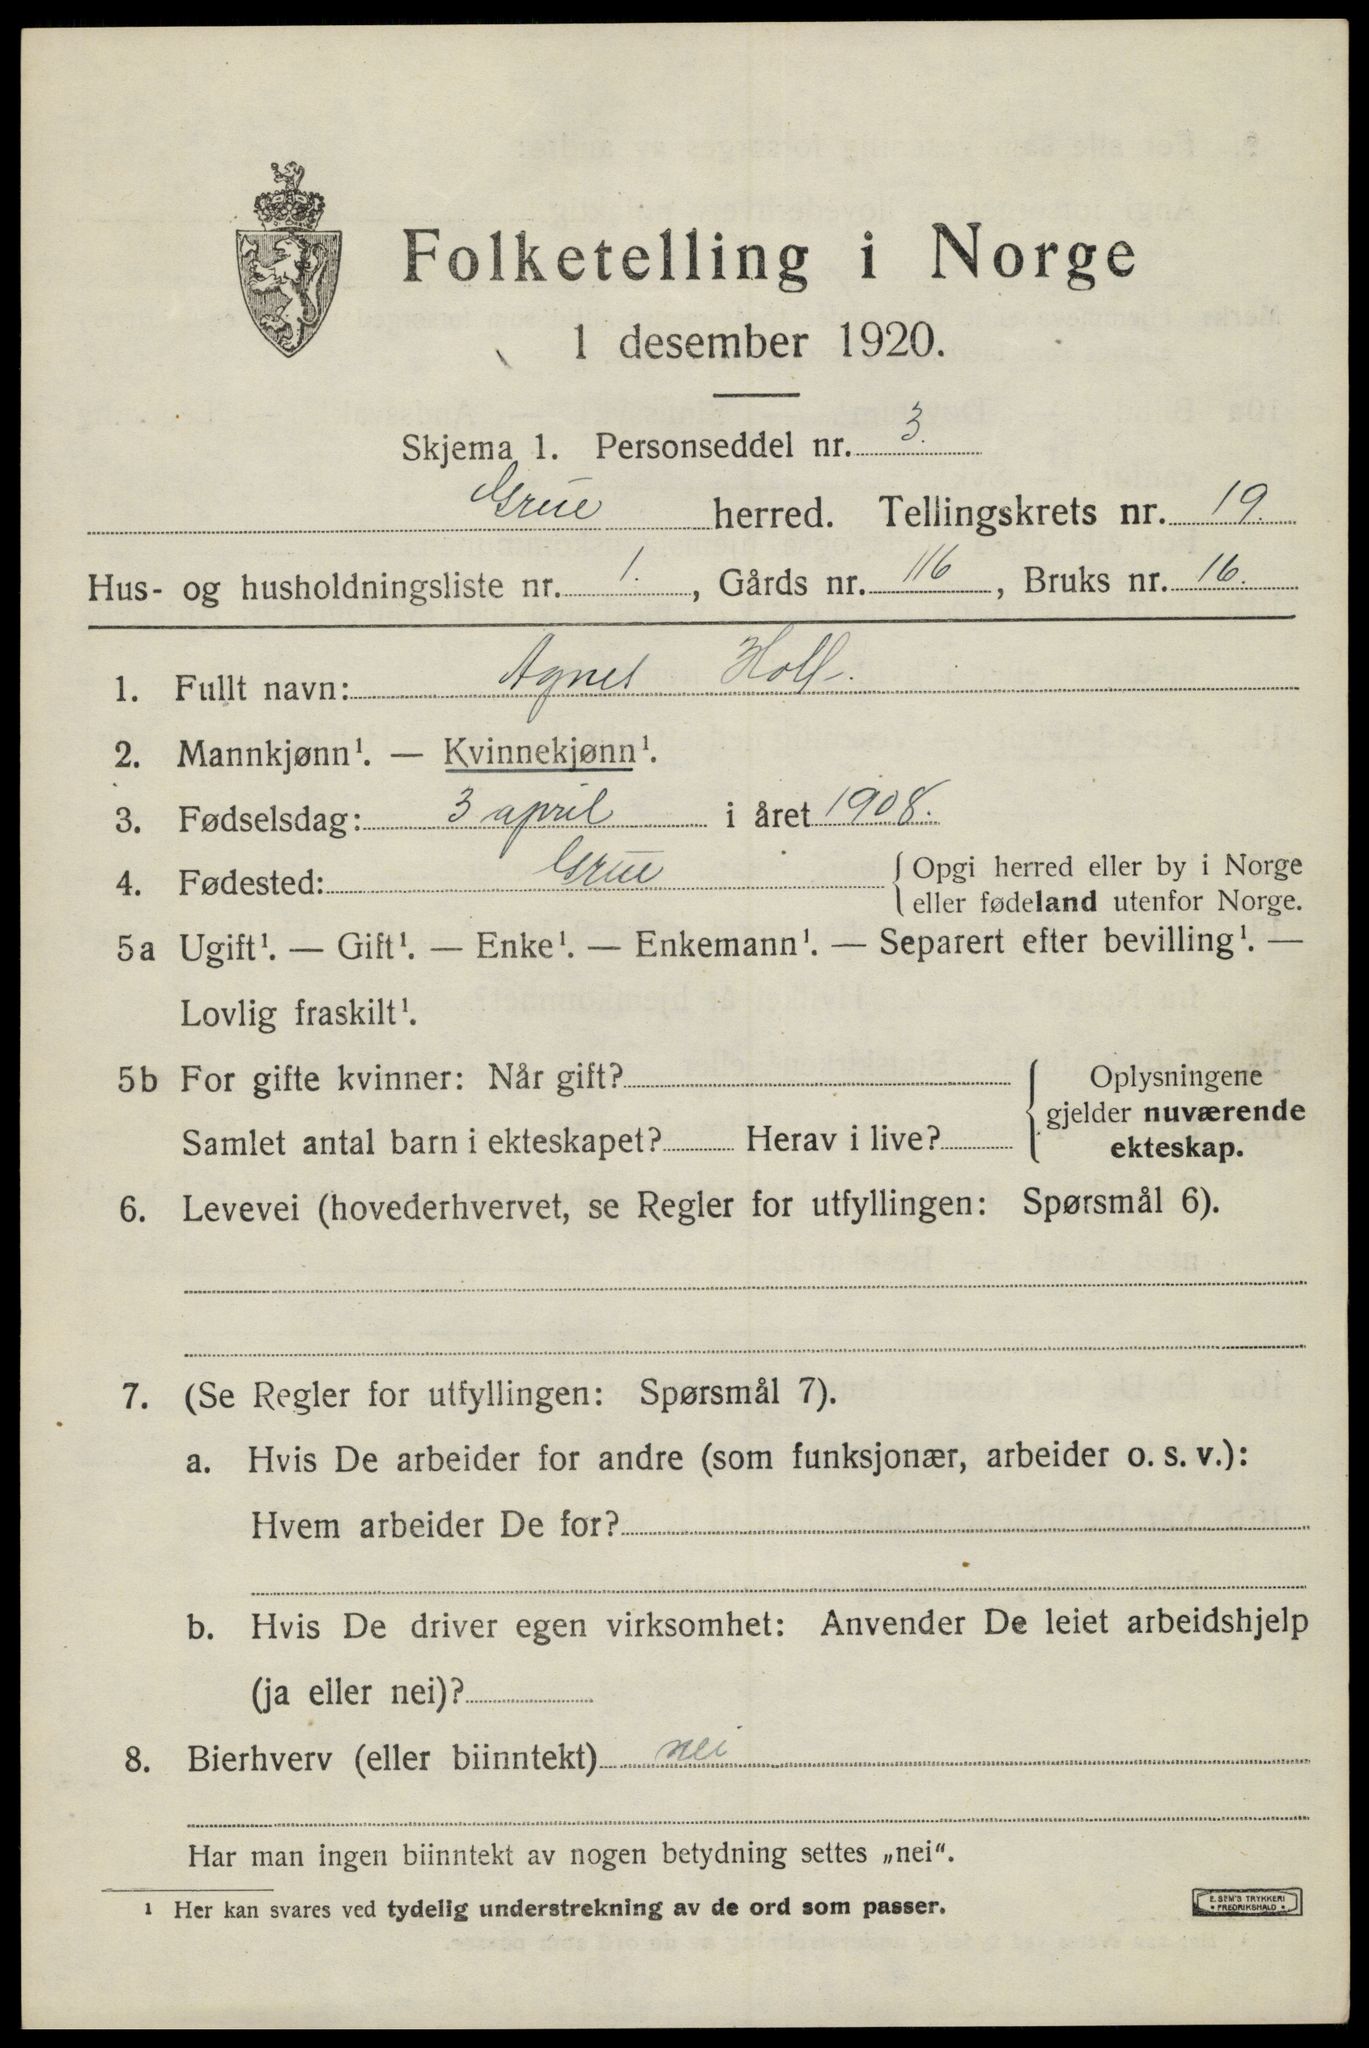 Folketelling i Norge
1 desember 1920.
Skjema 1. Personseddel nr. 3.
Grue herred. Tellingskrets nr. 19.
Hus- og husholdningsliste nr. 1., Gårds nr. 116, Bruks nr. 16.
1. Fullt navn: Agnes Holt.
2. Mannkjønn¹. — Kvinnekjønn¹.
3. Fødselsdag: 3 april i året 1908.
4. Fødested: Grue { Opgi herred eller by i Norge
eller fødeland utenfor Norge.
5a Ugift¹. — Gift¹. — Enke¹. — Enkemann¹. — Separert efter bevilling¹. —
Lovlig fraskilt¹.
5b For gifte kvinner: Når gift?
Samlet antal barn i ekteskapet? Herav i live?
{ Oplysningene
gjelder nuværende
ekteskap.
6. Levevei (hovederhvervet, se Regler for utfyllingen: Spørsmål 6).
7. (Se Regler for utfyllingen: Spørsmål 7).
a. Hvis De arbeider for andre (som funksjonær, arbeider o. s. v.):
Hvem arbeider De for?
b. Hvis De driver egen virksomhet: Anvender De leiet arbeidshjelp
(ja eller nei)?
8. Bierhverv (eller biinntekt) nei
Har man ingen biinntekt av nogen betydning settes „nei“.
¹ Her kan svares ved tydelig understrekning av de ord som passer.
E. SEM'S TRYKKERI
• FREDRIKSHALD •